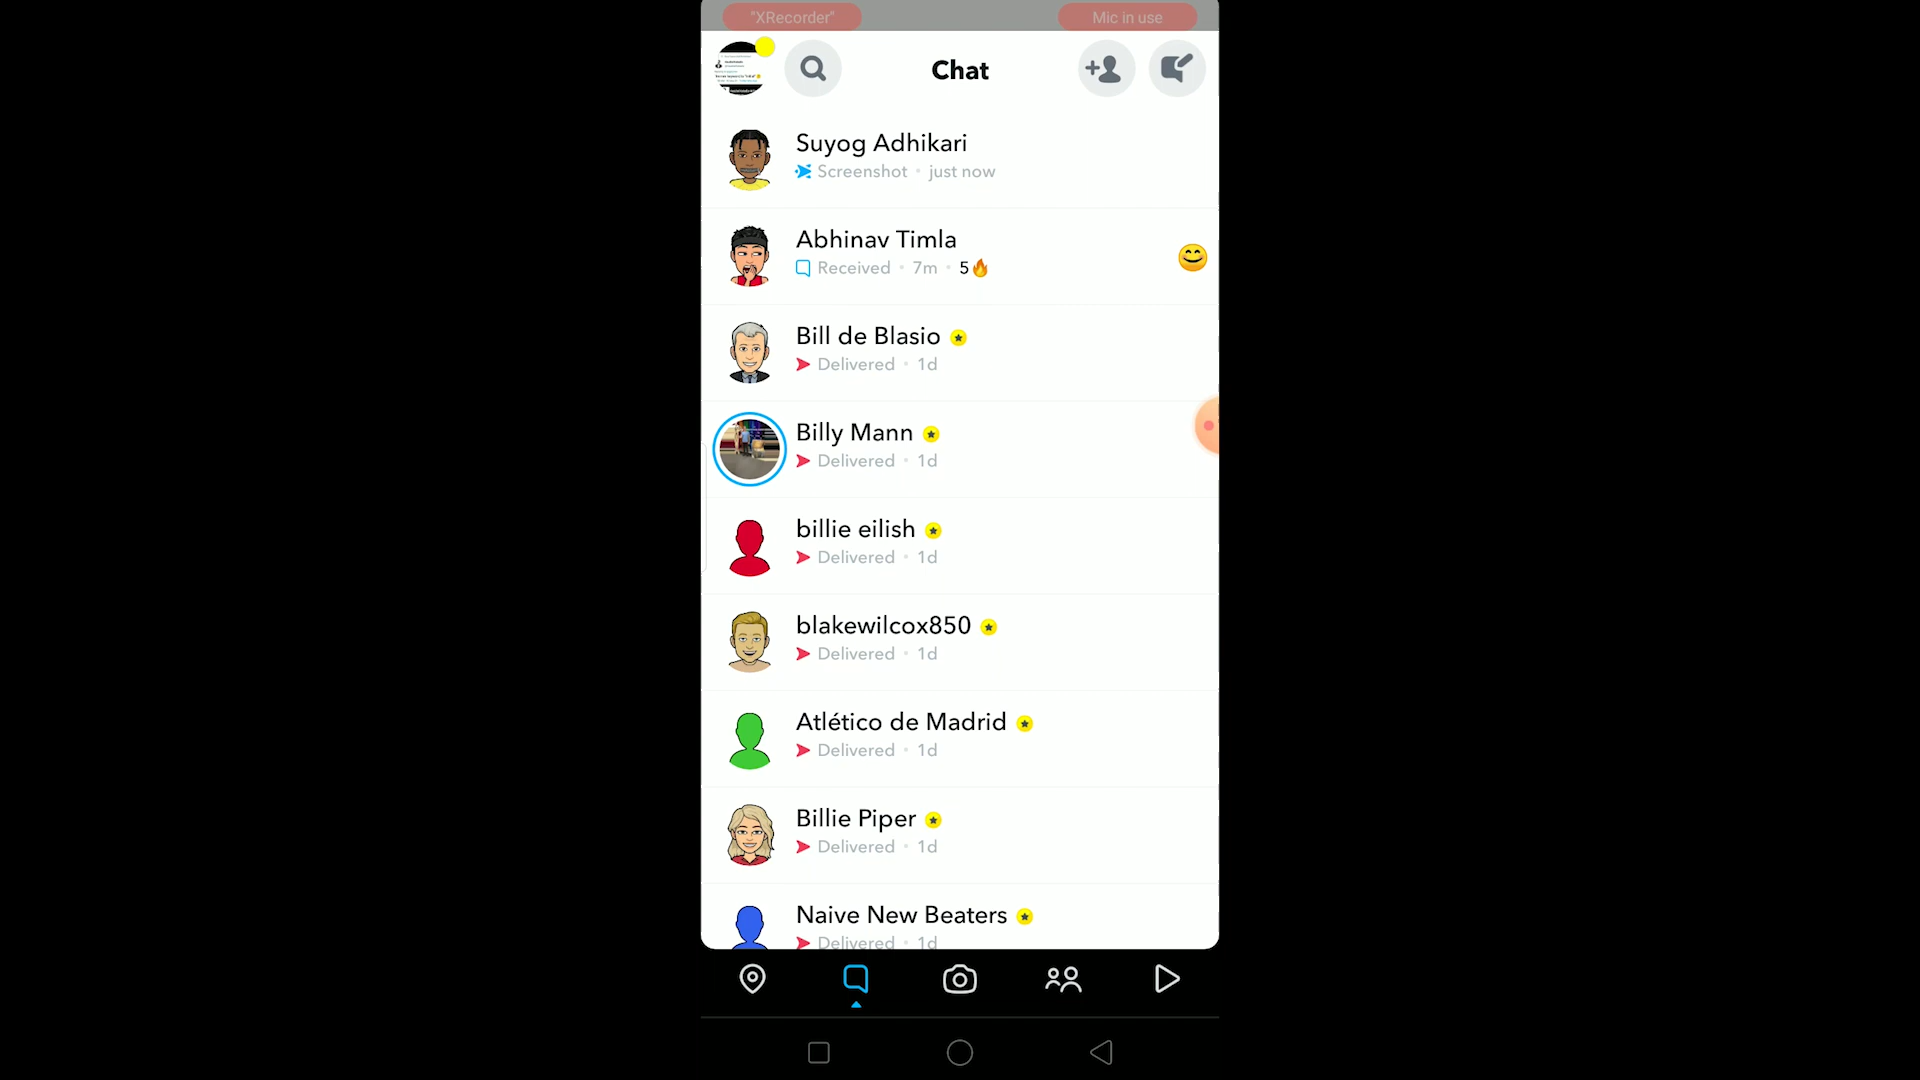 "XRecorder"
Mic in use
Chat
Suyog Adhikari
Screenshot • just now
Abhinav Timla
Received • 7m • 5🔥
😊
Bill de Blasio
Delivered • 1d
Billy Mann
Delivered • 1d
billie eilish
Delivered • 1d
blakewilcox850
Delivered • 1d
Atlético de Madrid
Delivered • 1d
Billie Piper
Delivered • 1d
Naive New Beaters
Delivered • 1d